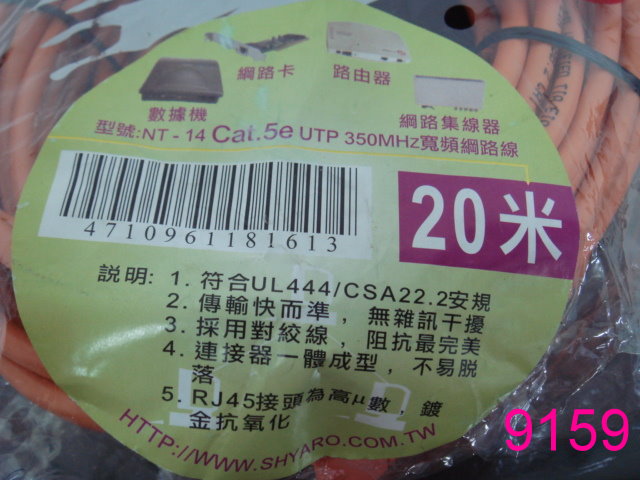 網路卡
路由器
數據機
網路集線器
型號:NT-14 Cat.5e UTP 350MHz寬頻網路線
4710961181613
20米
說明: 1. 符合UL444/CSA22.2安規
2. 傳輸快而準, 無雜訊干擾
3. 採用對絞線, 阻抗最完美
4. 連接器一體成型, 不易脫
落
5. RJ45接頭為高μ數, 鍍
金抗氧化
HTTP://WWW.SHYARO.COM.TW
9159